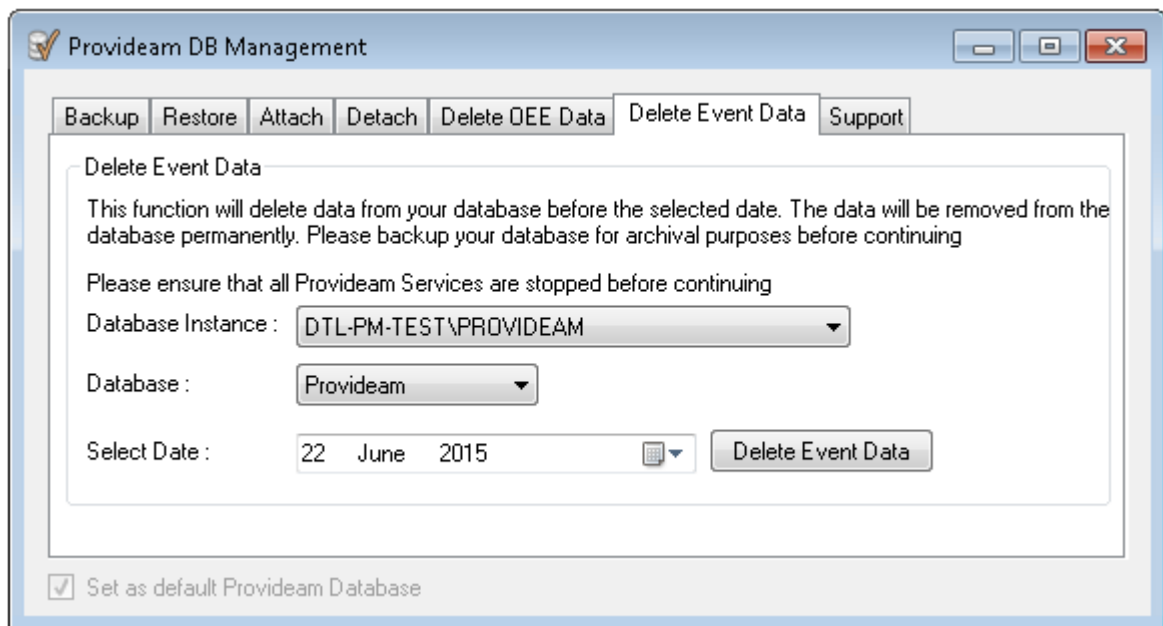 Provideam DB Management
Backup Restore Attach Detach Delete OEE Data Delete Event Data Support
Delete Event Data
This function will delete data from your database before the selected date. The data will be removed from the
database permanently. Please backup your database for archival purposes before continuing
Please ensure that all Provideam Services are stopped before continuing
Database Instance : DTL-PM-TEST\PROVIDEAM
Database : Provideam
Select Date : 22 June 2015 Delete Event Data
Set as default Provideam Database